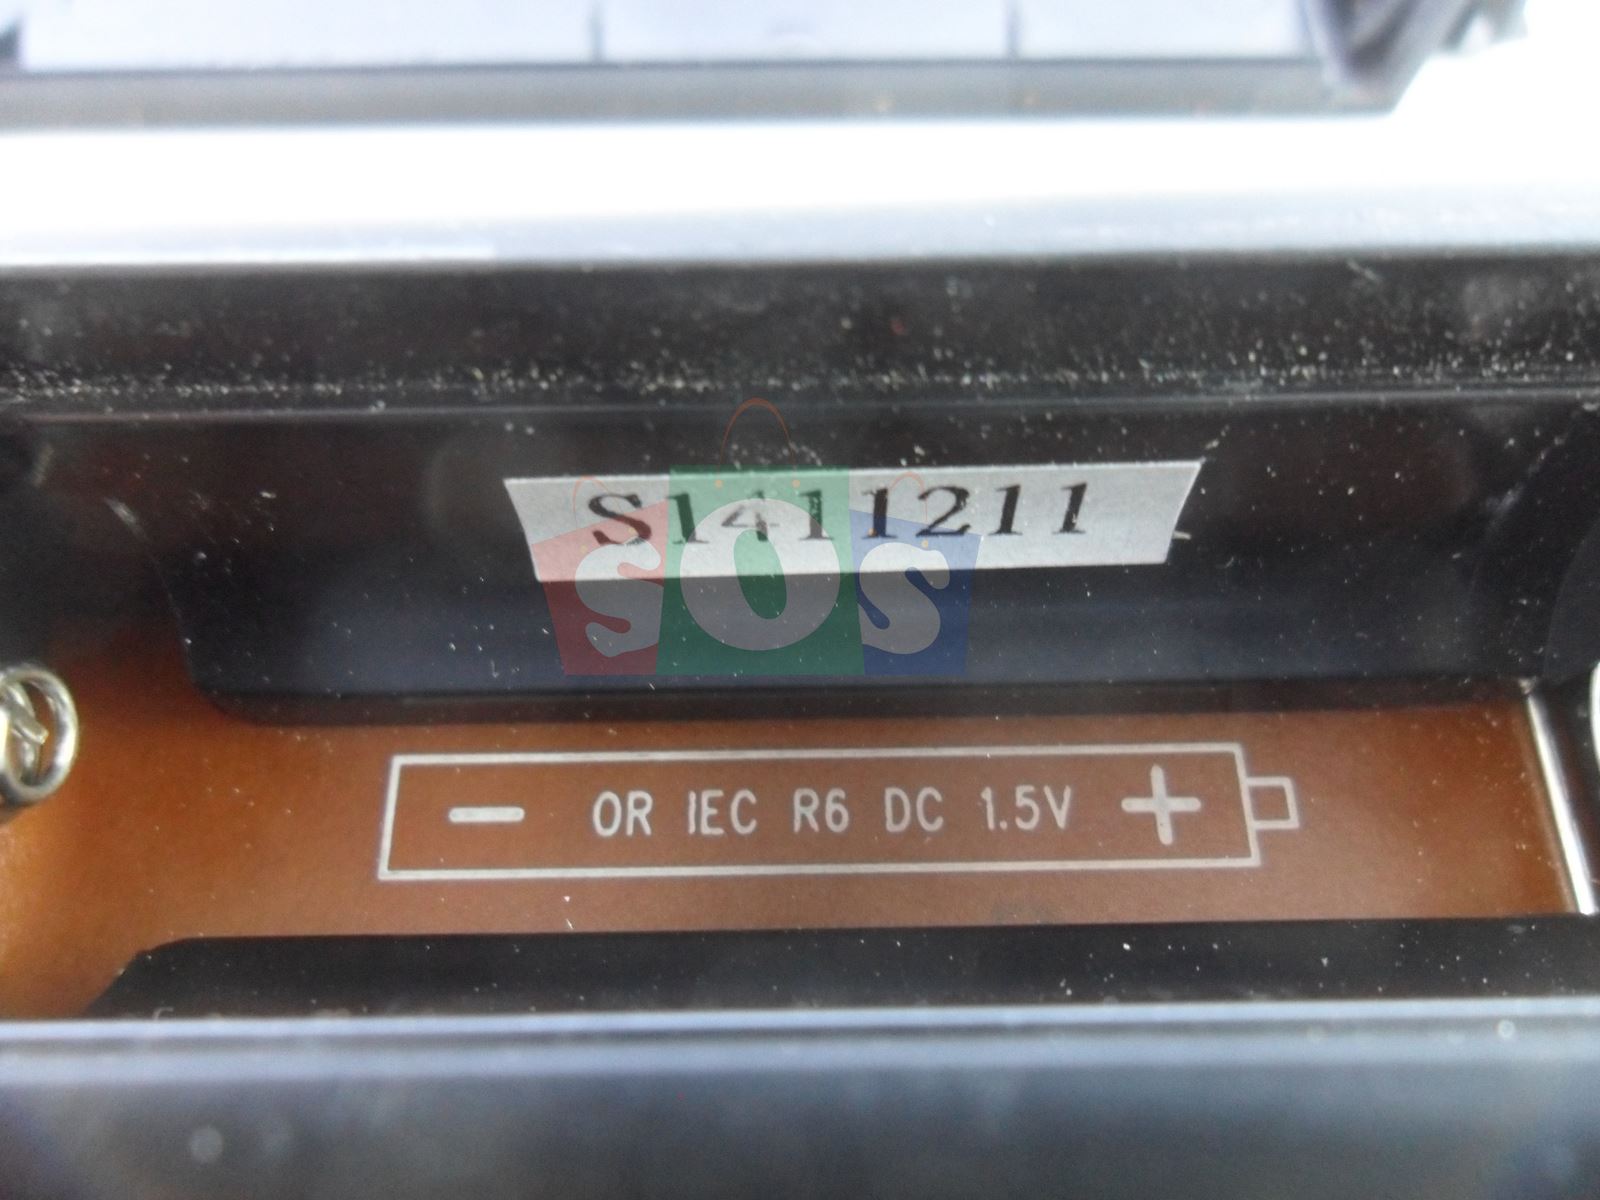 S1411211
SOS
- OR IEC R6 DC 1.5V +